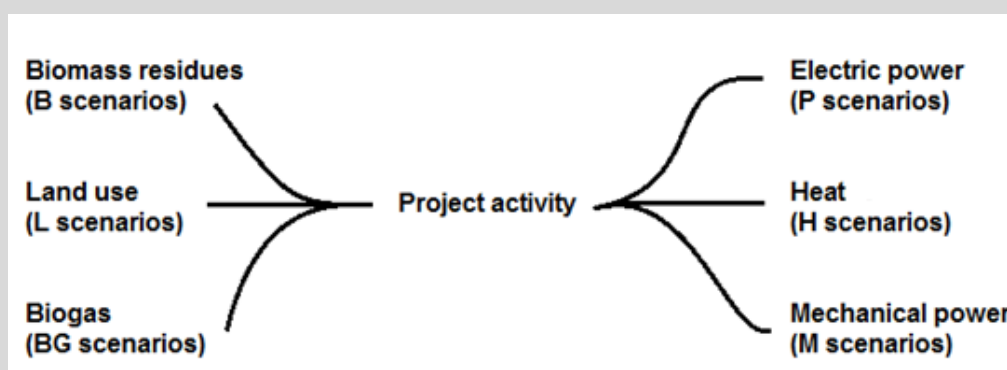 Biomass residues
(B scenarios)
Land use
(L scenarios)
Biogas
(BG scenarios)
Project activity
Electric power
(P scenarios)
Heat
(H scenarios)
Mechanical power
(M scenarios)